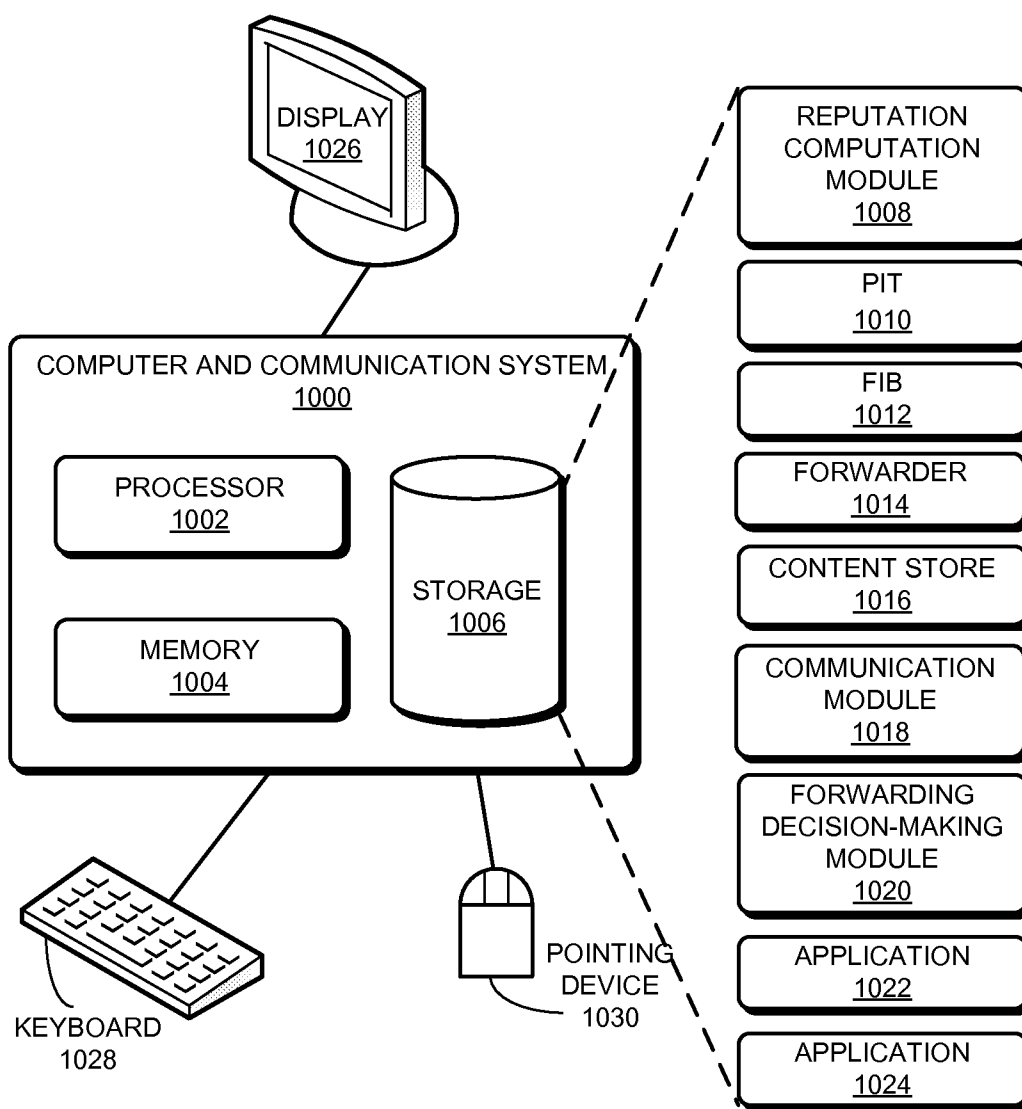 DISPLAY
1026
COMPUTER AND COMMUNICATION SYSTEM
1000
PROCESSOR
1002
MEMORY
1004
STORAGE
1006
KEYBOARD
1028
POINTING
DEVICE
1030
REPUTATION
COMPUTATION
MODULE
1008
PIT
1010
FIB
1012
FORWARDER
1014
CONTENT STORE
1016
COMMUNICATION
MODULE
1018
FORWARDING
DECISION-MAKING
MODULE
1020
APPLICATION
1022
APPLICATION
1024